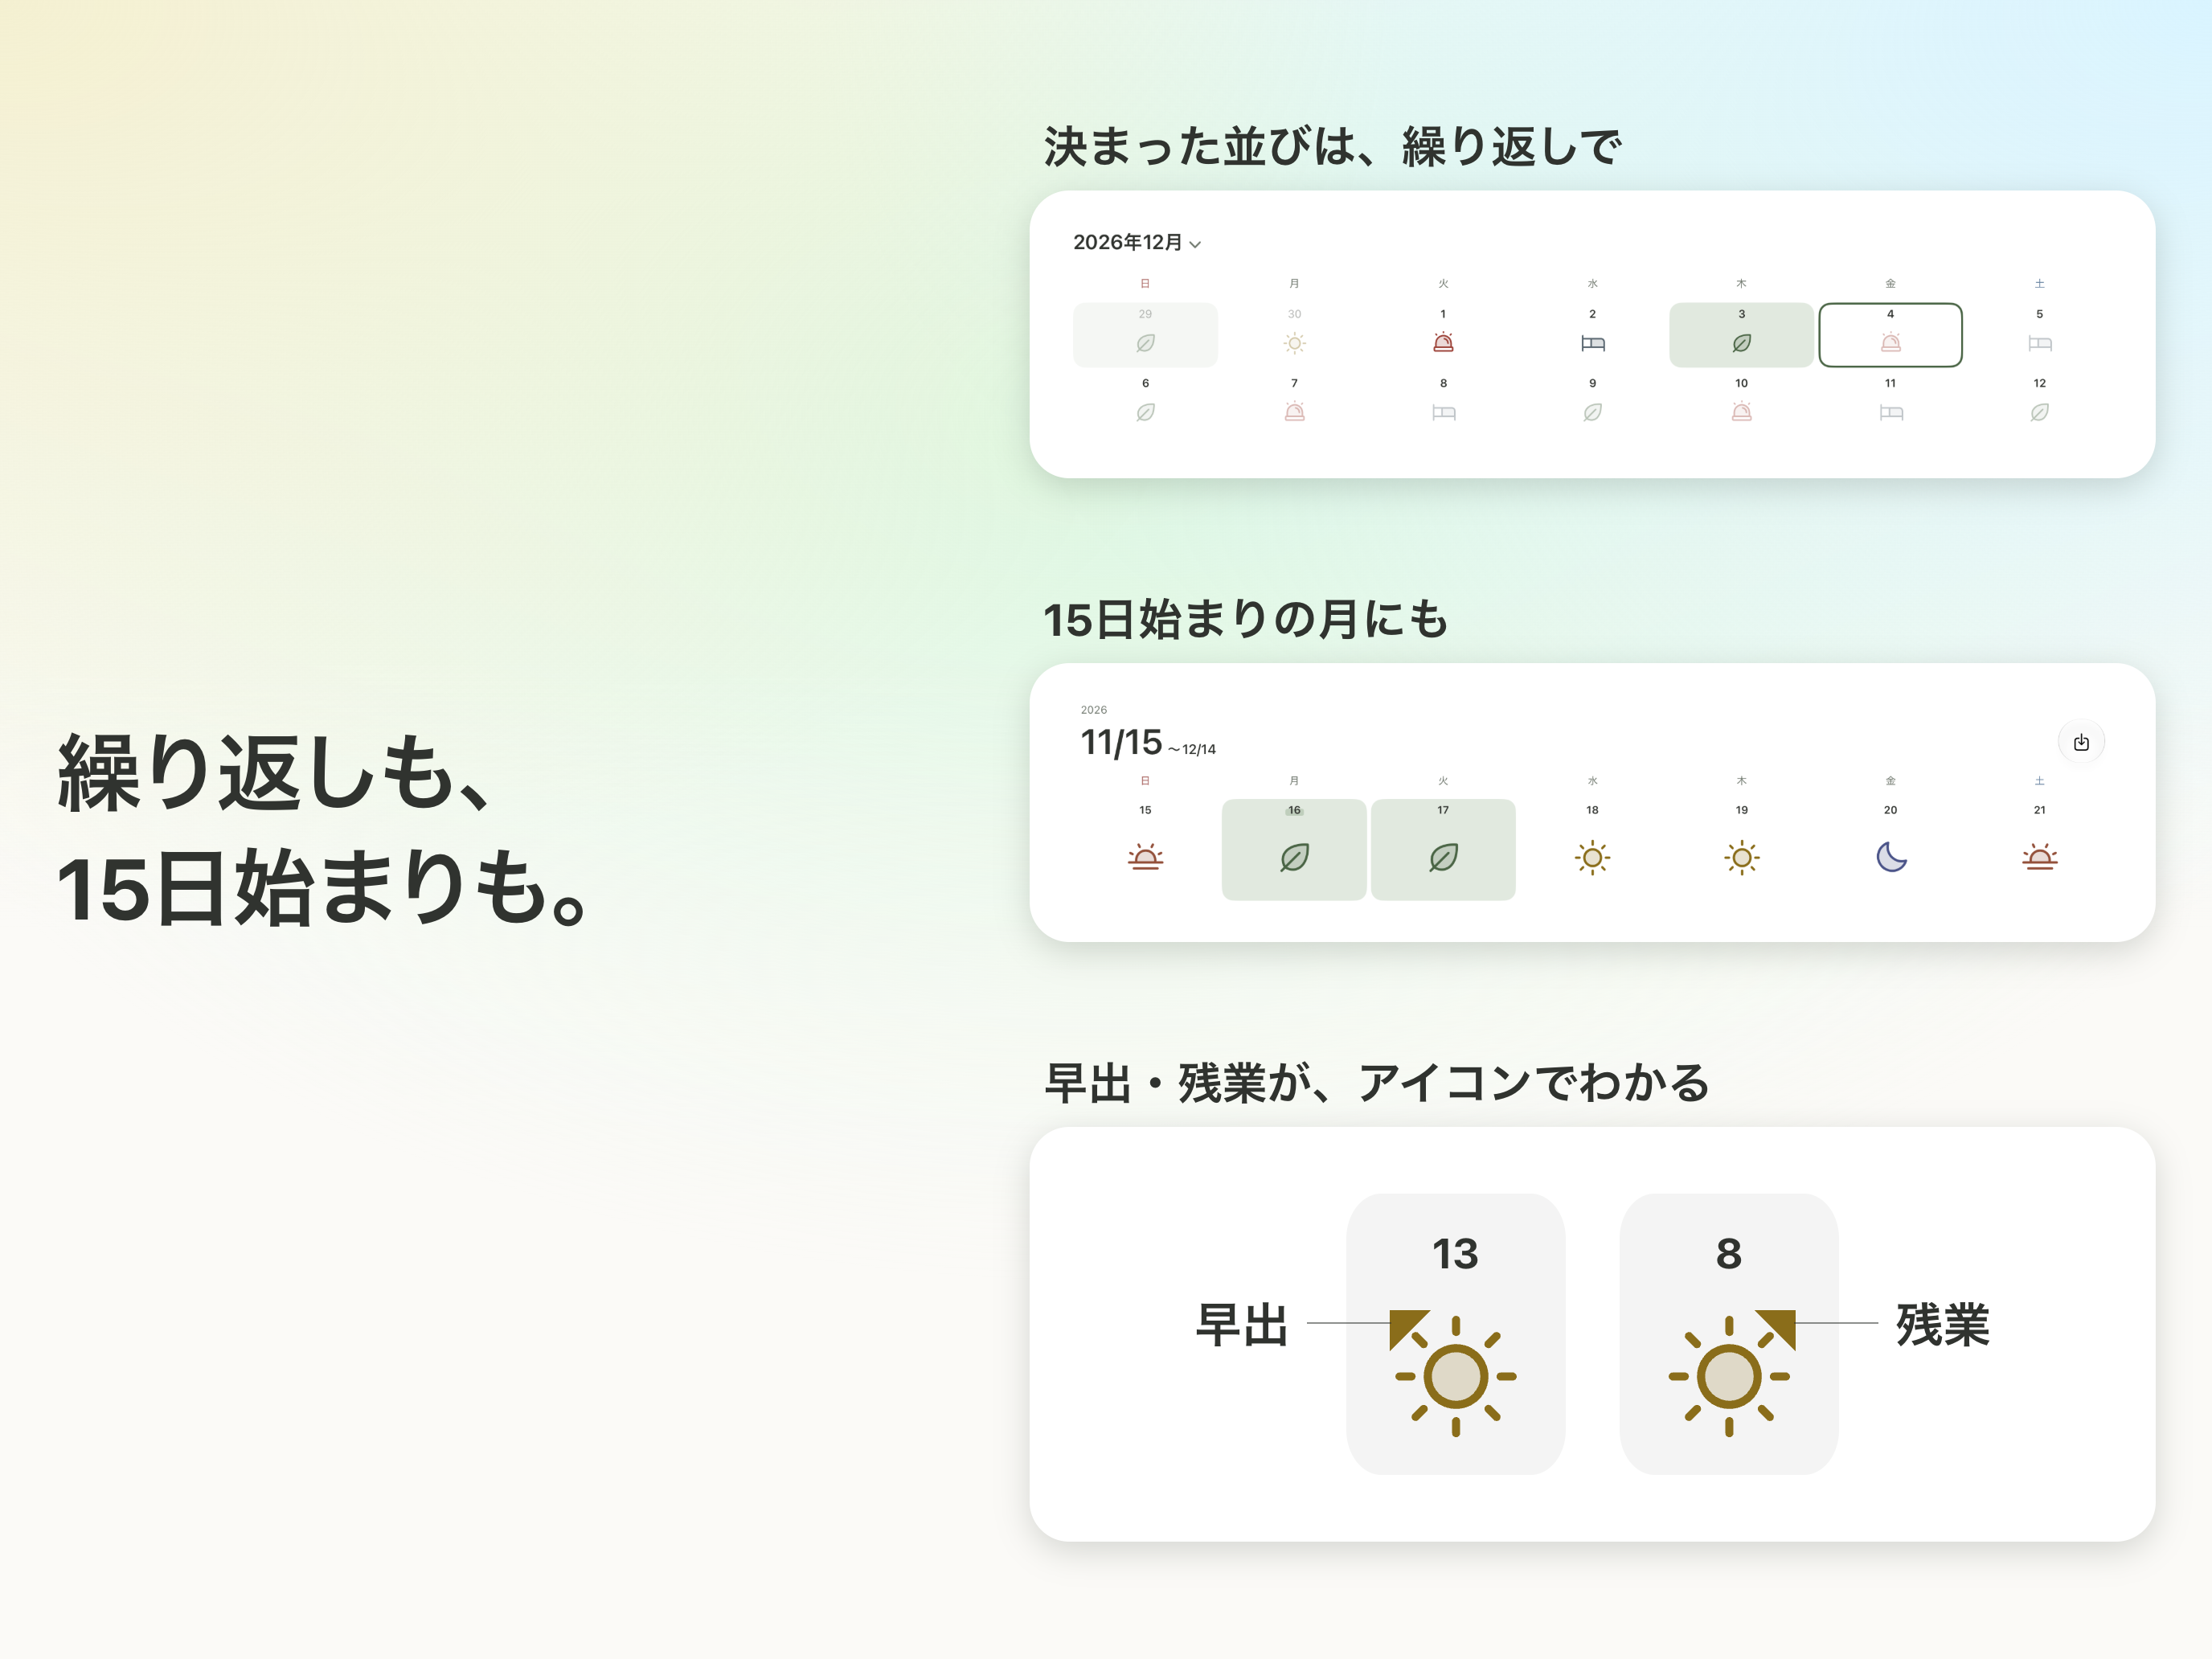 繰り返しも、
15日始まりも。
決まった並びは、繰り返しで
2026年12月
日 月 火 水 木 金 土
29 30 1 2 3 4 5
6 7 8 9 10 11 12
15日始まりの月にも
2026
11/15 〜12/14
日 月 火 水 木 金 土
15 16 17 18 19 20 21
早出・残業が、アイコンでわかる
13 8
早出 残業